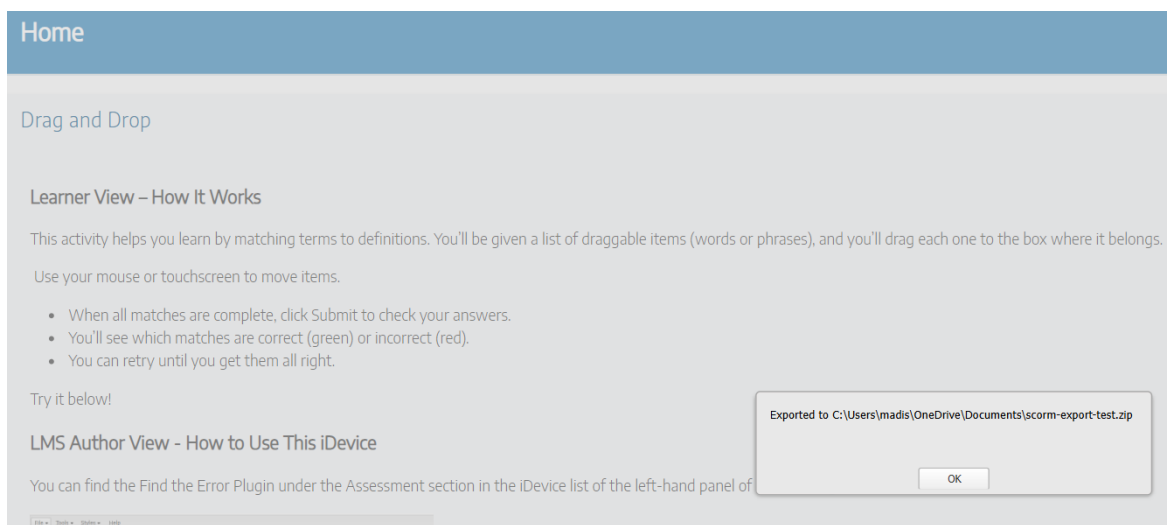 Home
Drag and Drop
Learner View – How It Works
This activity helps you learn by matching terms to definitions. You'll be given a list of draggable items (words or phrases), and you'll drag each one to the box where it belongs.
Use your mouse or touchscreen to move items.
• When all matches are complete, click Submit to check your answers.
• You'll see which matches are correct (green) or incorrect (red).
• You can retry until you get them all right.
Try it below!
Exported to C:\Users\madis\OneDrive\Documents\scorm-export-test.zip
OK
LMS Author View - How to Use This iDevice
You can find the Find the Error Plugin under the Assessment section in the iDevice list of the left-hand panel of
File Tools Styles Help